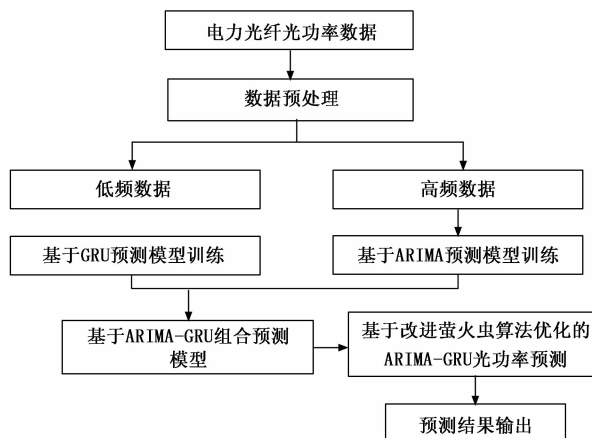 电力光纤光功率数据
数据预处理
低频数据
高频数据
基于GRU预测模型训练
基于ARIMA预测模型训练
基于ARIMA-GRU组合预测
模型
基于改进萤火虫算法优化的
ARIMA-GRU光功率预测
预测结果输出